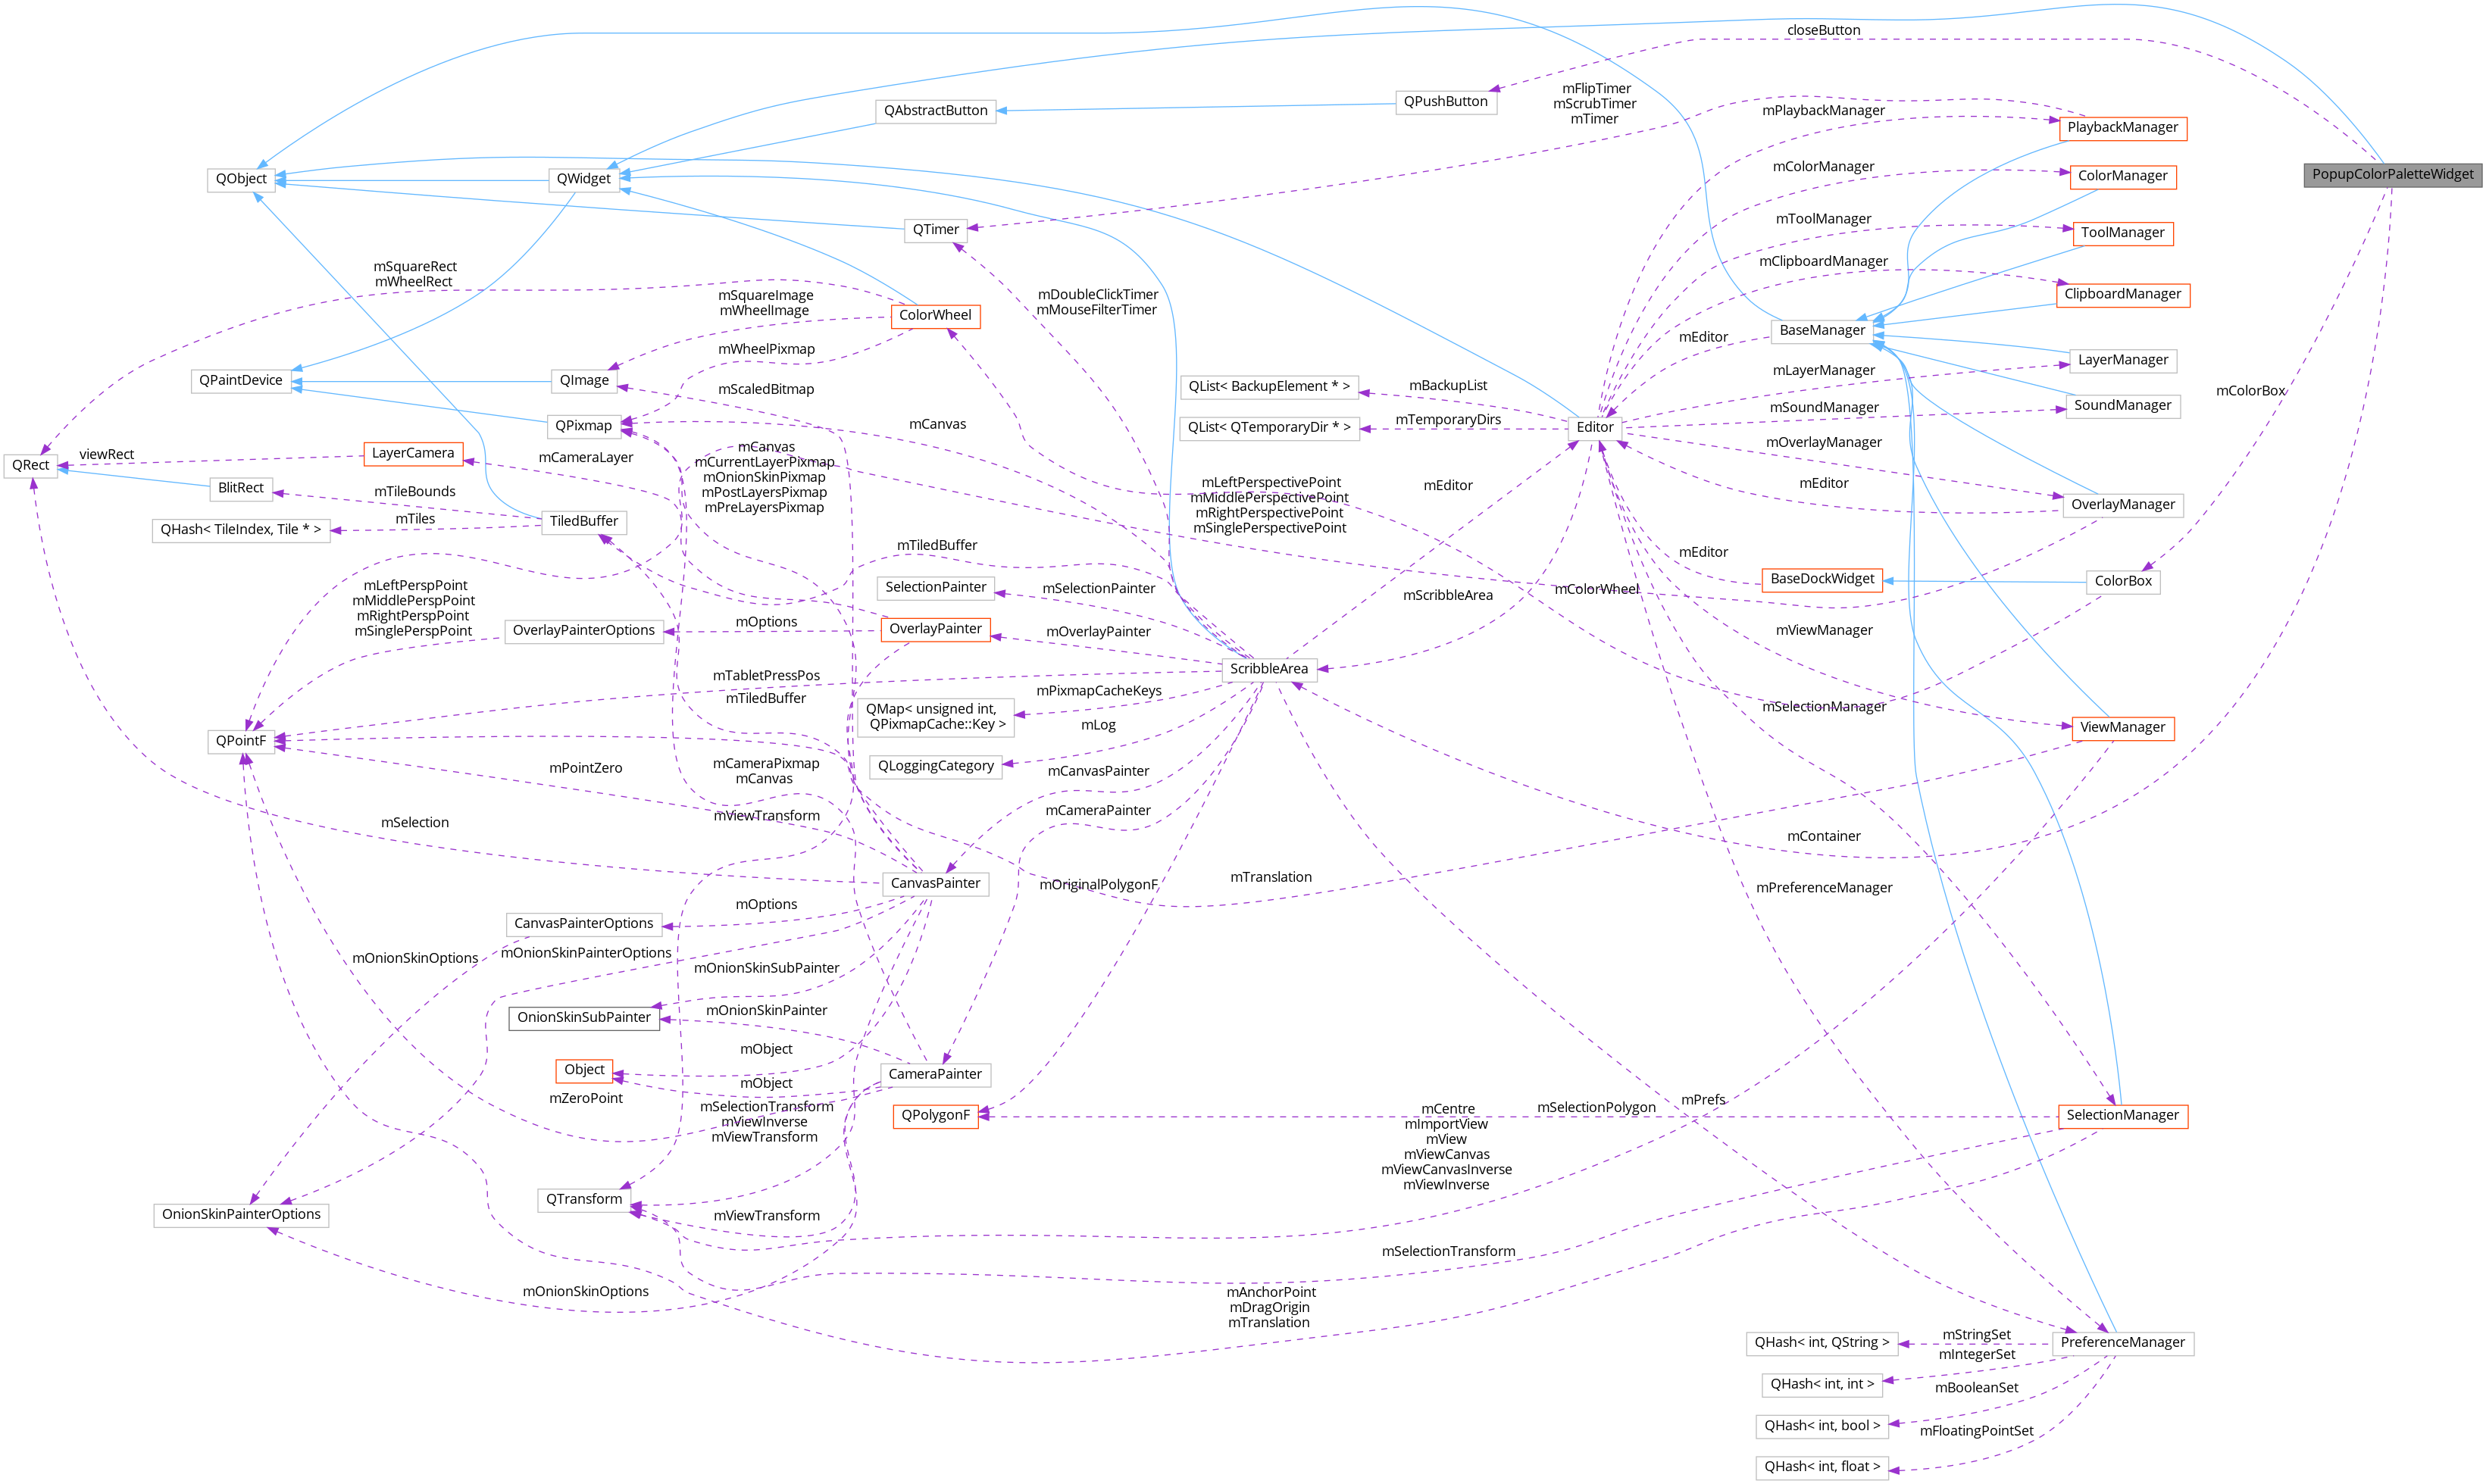 closeButton
mFlipTimer
mScrubTimer
mTimer
QPushButton
QAbstractButton
mPlaybackManager
PlaybackManager
mColorManager
ColorManager
PopupColorPaletteWidget
QObject
QWidget
mToolManager
ToolManager
QTimer
mSquareRect
mWheelRect
mClipboardManager
ClipboardManager
mSquareImage
mWheelImage
ColorWheel
mDoubleClickTimer
mMouseFilterTimer
BaseManager
mEditor
mWheelPixmap
LayerManager
QPaintDevice
QImage
mScaledBitmap
QList< BackupElement * >
mBackupList
mLayerManager
mColorBox
mSoundManager
SoundManager
QPixmap
mCanvas
QList< QTemporaryDir * >
mTemporaryDirs
Editor
mOverlayManager
QRect
viewRect
LayerCamera
mCameraLayer
mCanvas
mCurrentLayerPixmap
mOnionSkinPixmap
mPostLayersPixmap
mPreLayersPixmap
BlitRect
mTileBounds
mLeftPerspectivePoint
mMiddlePerspectivePoint
mRightPerspectivePoint
mSinglePerspectivePoint
mEditor
mEditor
OverlayManager
QHash< TileIndex, Tile * >
mTiles
TiledBuffer
mTiledBuffer
mEditor
BaseDockWidget
ColorBox
mLeftPerspPoint
mMiddlePerspPoint
mRightPerspPoint
mSinglePerspPoint
SelectionPainter
mSelectionPainter
mScribbleArea
mColorWheel
OverlayPainterOptions
mOptions
OverlayPainter
mOverlayPainter
mViewManager
ScribbleArea
mTabletPressPos
mTiledBuffer
mPixmapCacheKeys
QMap< unsigned int,
QPixmapCache::Key >
mSelectionManager
mLog
ViewManager
QPointF
QLoggingCategory
mPointZero
mCameraPixmap
mCanvas
mCanvasPainter
mViewTransform
mCameraPainter
mSelection
mContainer
CanvasPainter
mOriginalPolygonF
mTranslation
mPreferenceManager
mOptions
CanvasPainterOptions
mOnionSkinOptions
mOnionSkinPainterOptions
mOnionSkinSubPainter
OnionSkinSubPainter
mOnionSkinPainter
mObject
Object
CameraPainter
mObject
mZeroPoint
mSelectionTransform
mViewInverse
mViewTransform
QPolygonF
mCentre
mImportView
mView
mViewCanvas
mViewCanvasInverse
mViewInverse
mSelectionPolygon
mPrefs
SelectionManager
QTransform
OnionSkinPainterOptions
mViewTransform
mSelectionTransform
mOnionSkinOptions
mAnchorPoint
mDragOrigin
mTranslation
QHash< int, QString >
mStringSet
PreferenceManager
mIntegerSet
QHash< int, int >
mBooleanSet
QHash< int, bool >
mFloatingPointSet
QHash< int, float >